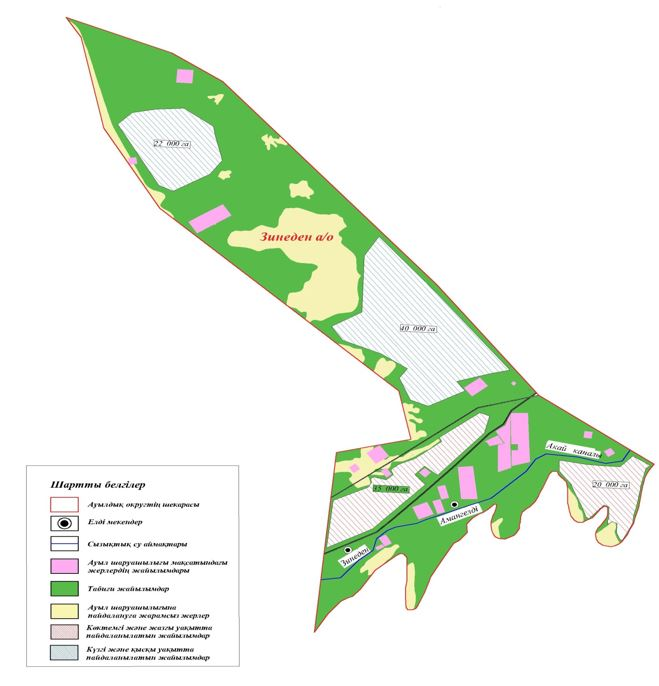 22 000 га
Зинеден а/о
40 000 га
Акай каналы
20 000 га
15 000 га
Амангелді
Зинеден
Шартты белгілер
Ауылдық округтің шекарасы
Елді мекендер
Сызықтық су аймақтары
Ауыл шаруашылығы мақсатындағы
жерлердің жайылымдары
Табиғи жайылымдар
Ауыл шаруашылығына
пайдалануға жарамсыз жерлер
Көктемгі және жазғы уақытта
пайдаланылатын жайылымдар
Күзгі және қысқы уақытта
пайдаланылатын жайылымдар